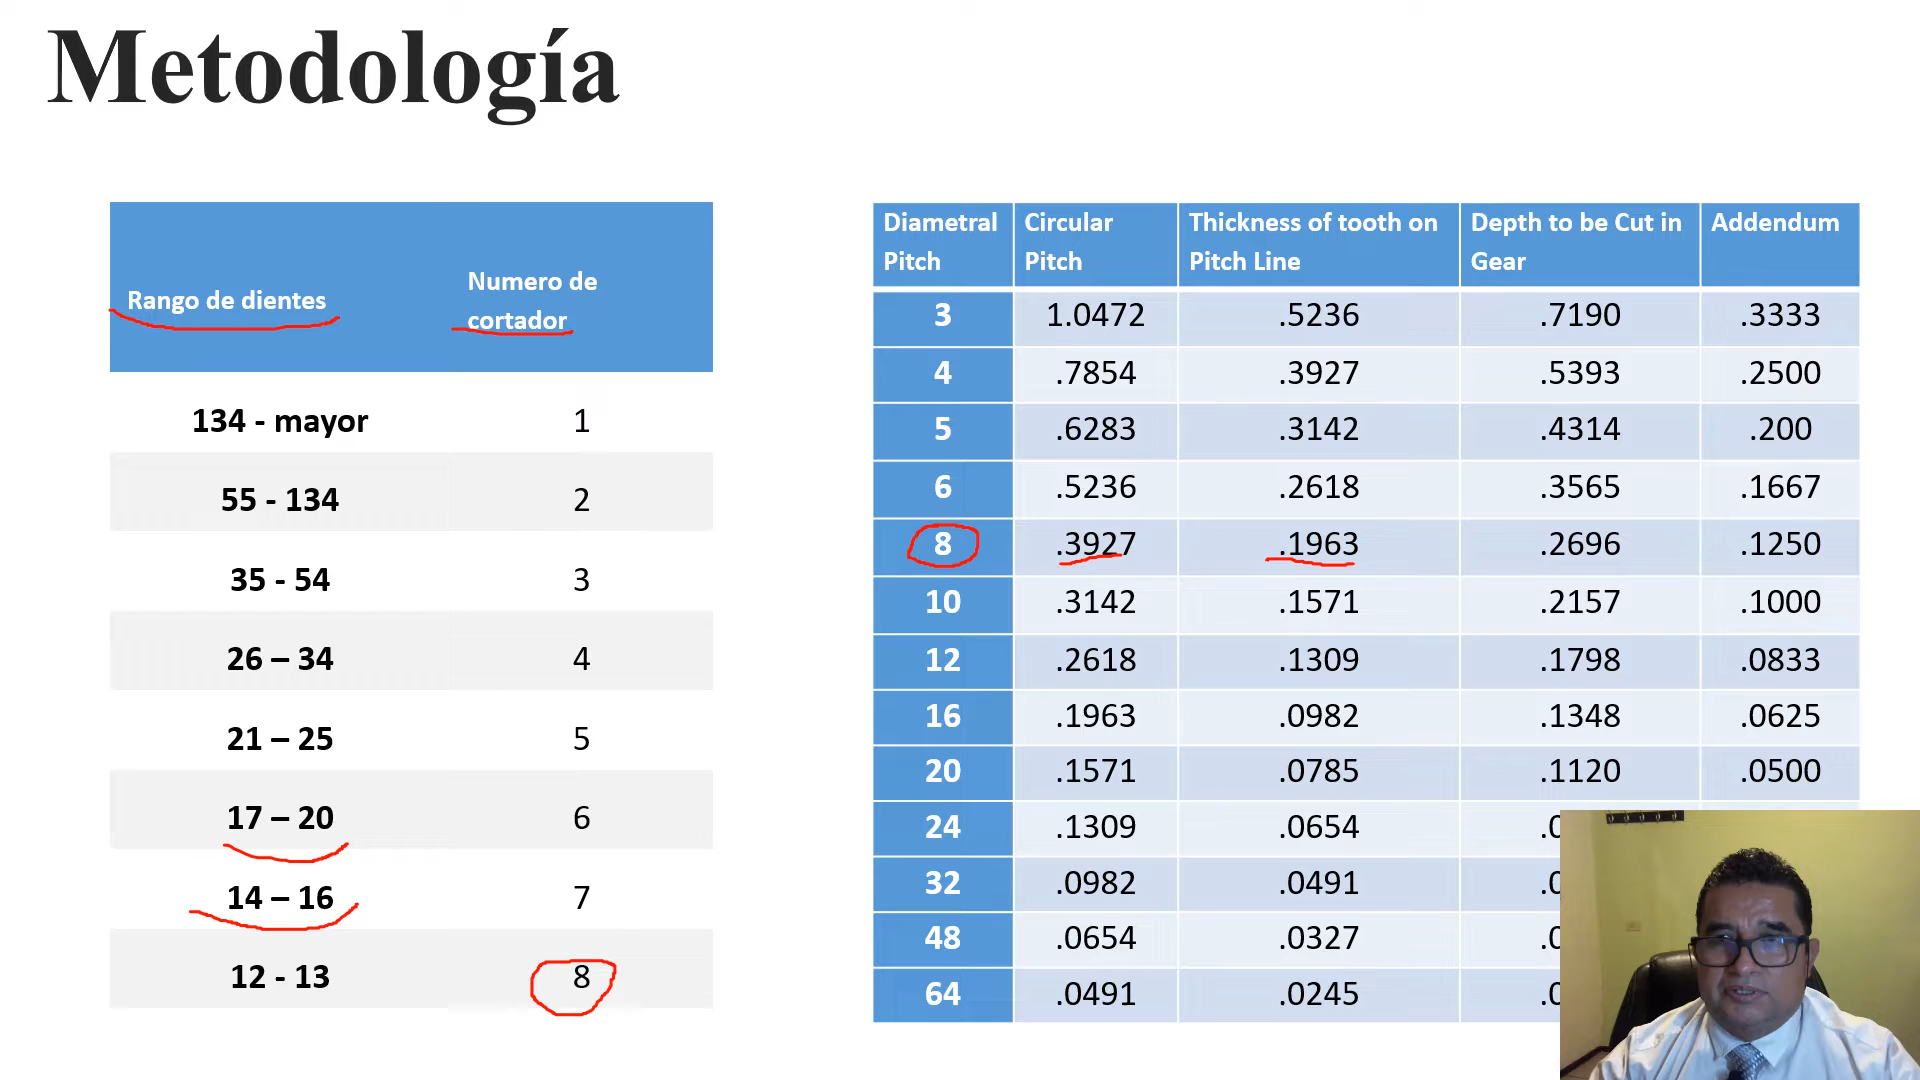 Metodología
Rango de dientes
Numero de
cortador
134 - mayor 1
55 - 134 2
35 - 54 3
26 – 34 4
21 – 25 5
17 – 20 6
14 – 16 7
12 - 13 8
Diametral Circular Thickness of tooth on Depth to be Cut in Addendum
Pitch Pitch Pitch Line Gear
3 1.0472 .5236 .7190 .3333
4 .7854 .3927 .5393 .2500
5 .6283 .3142 .4314 .200
6 .5236 .2618 .3565 .1667
8 .3927 .1963 .2696 .1250
10 .3142 .1571 .2157 .1000
12 .2618 .1309 .1798 .0833
16 .1963 .0982 .1348 .0625
20 .1571 .0785 .1120 .0500
24 .1309 .0654
32 .0982 .0491
48 .0654 .0327
64 .0491 .0245